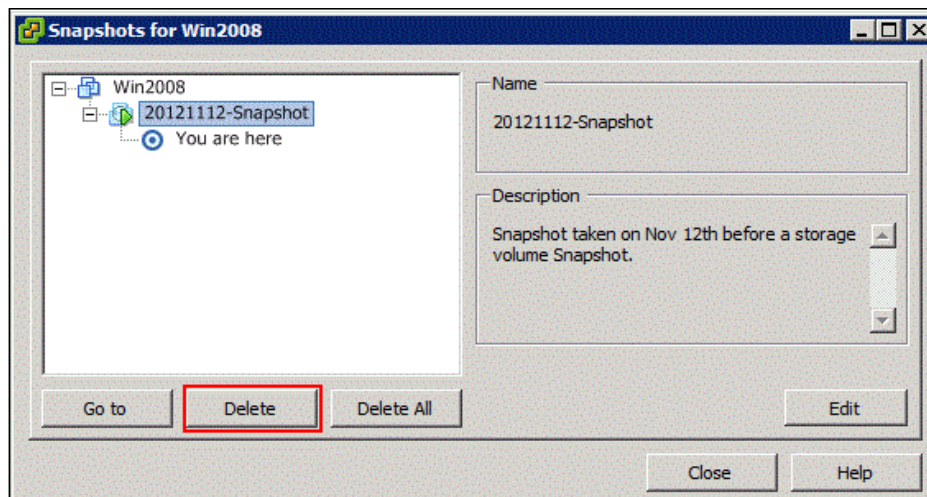 Snapshots for Win2008
Win2008
20121112-Snapshot
You are here
Name
20121112-Snapshot
Description
Snapshot taken on Nov 12th before a storage
volume Snapshot.
Go to
Delete
Delete All
Edit
Close
Help